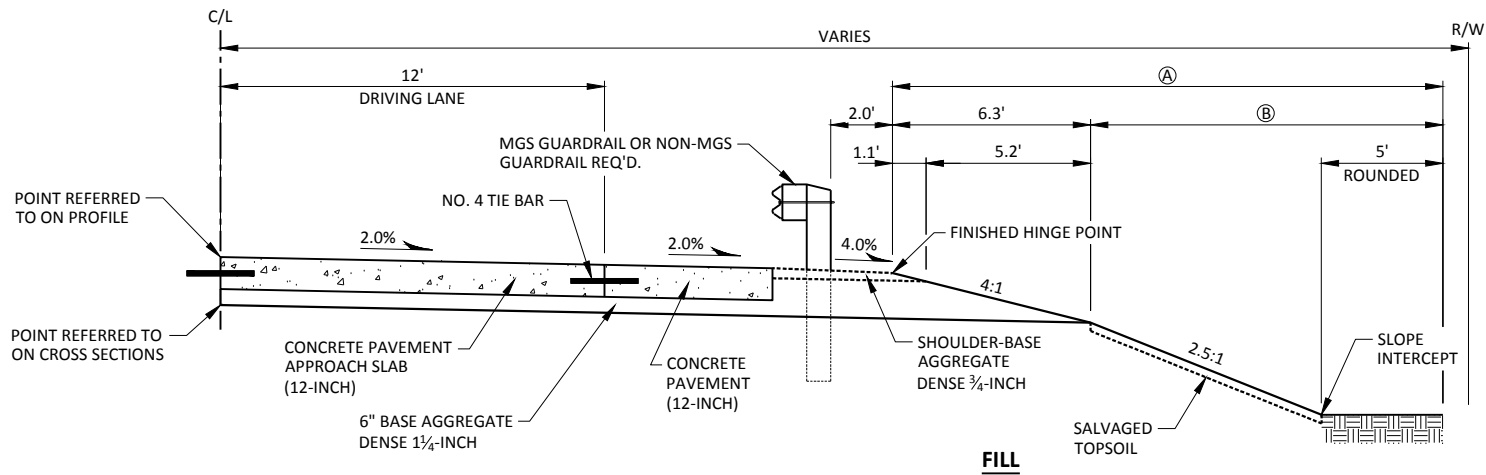 C/L
R/W
VARIES
12'
DRIVING LANE
Ⓐ
2.0'
6.3'
Ⓑ
MGS GUARDRAIL OR NON-MGS
GUARDRAIL REQ'D.
1.1'
5.2'
5'
ROUNDED
POINT REFERRED
TO ON PROFILE
NO. 4 TIE BAR
2.0%
2.0%
4.0%
FINISHED HINGE POINT
4:1
POINT REFERRED TO
ON CROSS SECTIONS
CONCRETE PAVEMENT
APPROACH SLAB
(12-INCH)
CONCRETE
PAVEMENT
(12-INCH)
SHOULDER-BASE
AGGREGATE
DENSE ¾-INCH
2.5:1
SLOPE
INTERCEPT
6" BASE AGGREGATE
DENSE 1¼-INCH
SALVAGED
TOPSOIL
FILL